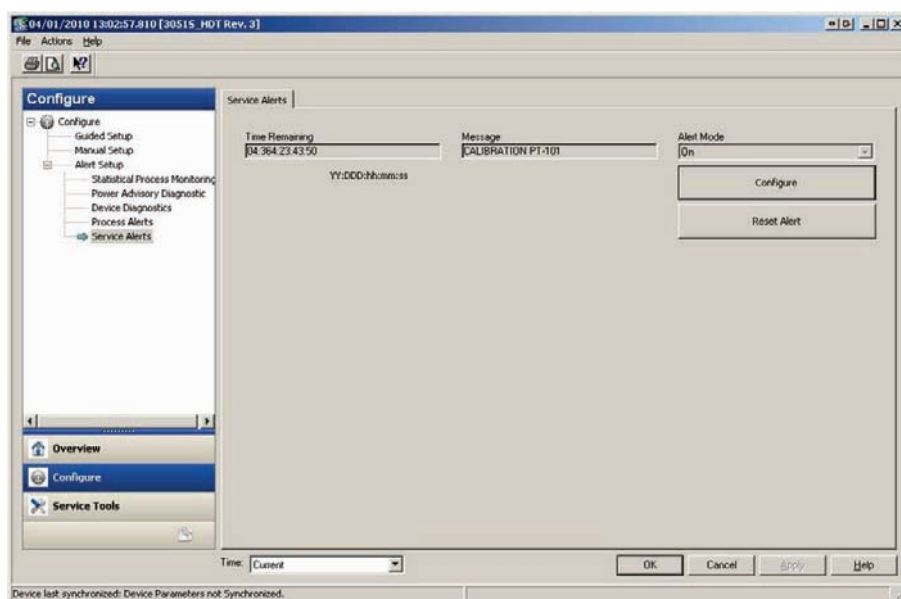 04/01/2010 13:02:57.810 [3051S_HDT Rev. 3]
File Actions Help
Configure
Configure
Guided Setup
Manual Setup
Alert Setup
Statistical Process Monitoring
Power Advisory Diagnostic
Device Diagnostics
Process Alerts
Service Alerts
Overview
Configure
Service Tools
Service Alerts
Time Remaining
04:364:23:43:50
YY:DDD:hh:mm:ss
Message
CALIBRATION PT-101
Alert Mode
On
Configure
Reset Alert
Time: Current
OK Cancel Apply Help
Device last synchronized: Device Parameters not Synchronized.